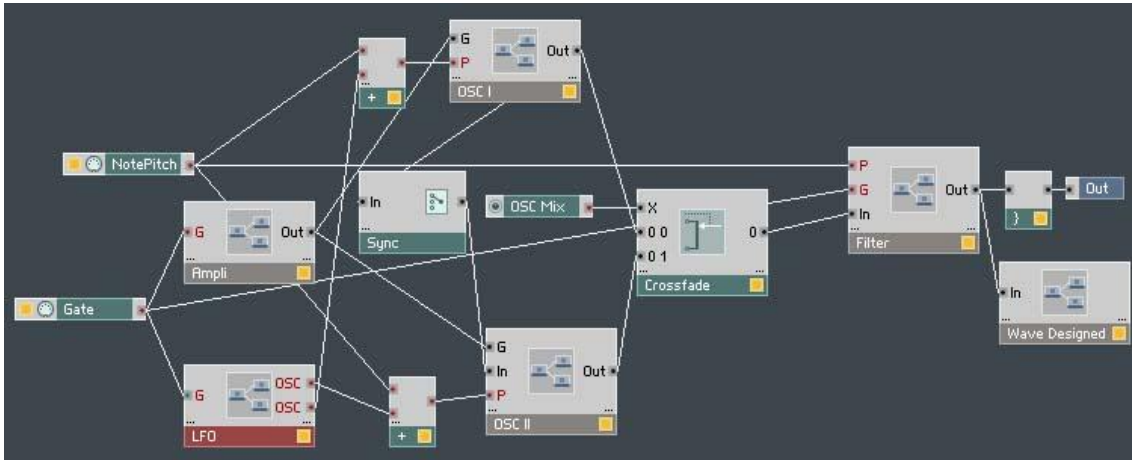 G
P
Out
...
...
OSC I
...
+
NotePitch
P
G
In
Out
...
...
Filter
...
}
Out
In
...
Sync
OSC Mix
X
0 0
0 1
0
...
...
Crossfade
G
Out
...
...
Ampli
Gate
In
...
...
Wave Designed
G
In
P
Out
...
...
OSC II
G
OSC
OSC
...
...
LFO
...
+